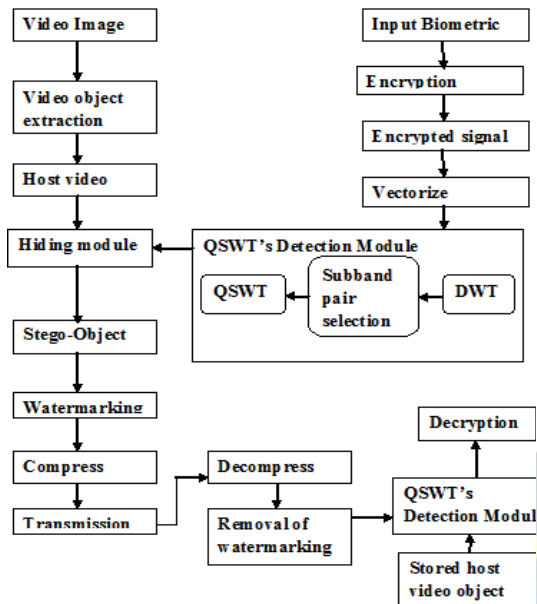 Video Image
Input Biometric
Video object
extraction
Encryption
Encrypted signal
Host video
Vectorize
Hiding module
QSWT's Detection Module
QSWT
Subband
pair
selection
DWT
Stego-Object
Watermarking
Decryption
Compress
Decompress
QSWT's
Detection Modul
Transmission
Removal of
watermarking
Stored host
video object